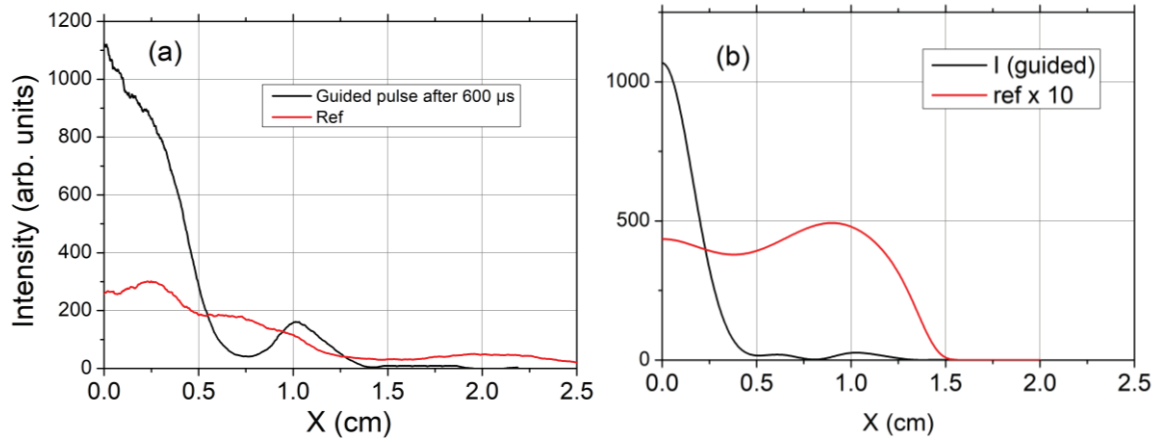 (a)
Guided pulse after 600 µs
Ref
Intensity (arb. units)
1200
1000
800
600
400
200
0
0.0 0.5 1.0 1.5 2.0 2.5
X (cm)
(b)
I (guided)
ref x 10
1000
500
0
0.0 0.5 1.0 1.5 2.0 2.5
X (cm)